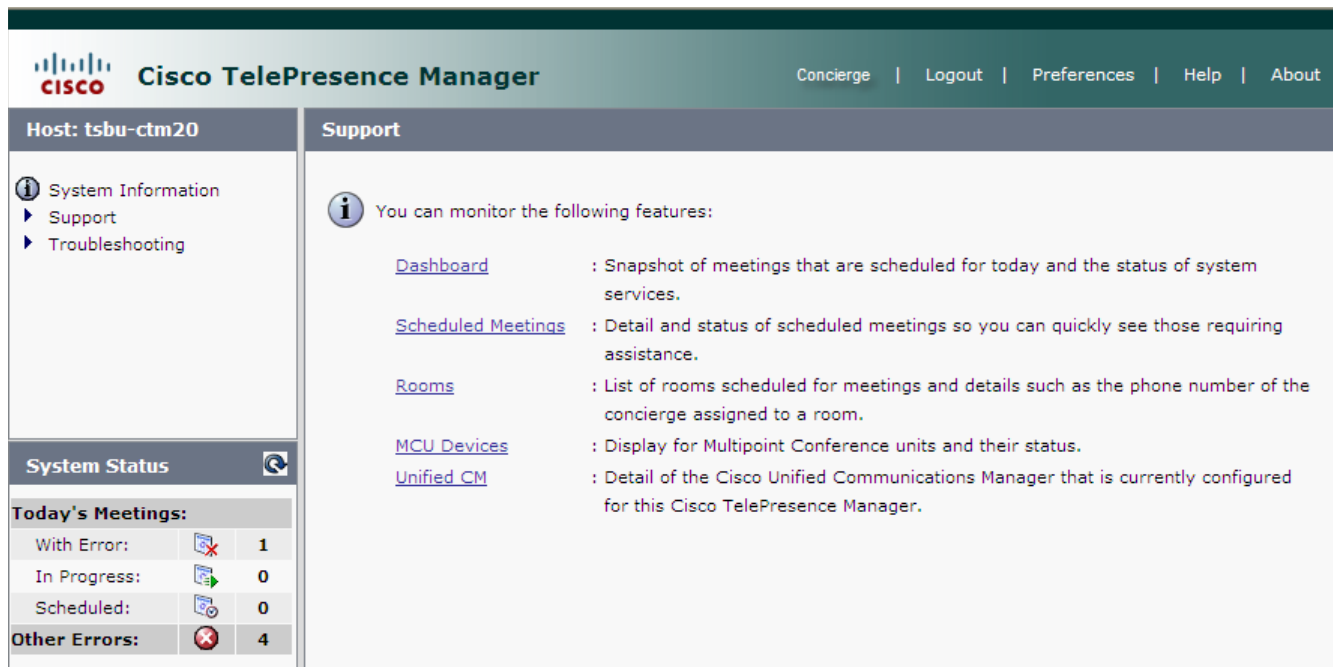 CISCO
Cisco TelePresence Manager
Concierge | Logout | Preferences | Help | About
Host: tsbu-ctm20
System Information
Support
Troubleshooting
System Status
Today's Meetings:
With Error: 1
In Progress: 0
Scheduled: 0
Other Errors: 4
Support
You can monitor the following features:
Dashboard : Snapshot of meetings that are scheduled for today and the status of system
services.
Scheduled Meetings : Detail and status of scheduled meetings so you can quickly see those requiring
assistance.
Rooms : List of rooms scheduled for meetings and details such as the phone number of the
concierge assigned to a room.
MCU Devices : Display for Multipoint Conference units and their status.
Unified CM : Detail of the Cisco Unified Communications Manager that is currently configured
for this Cisco TelePresence Manager.